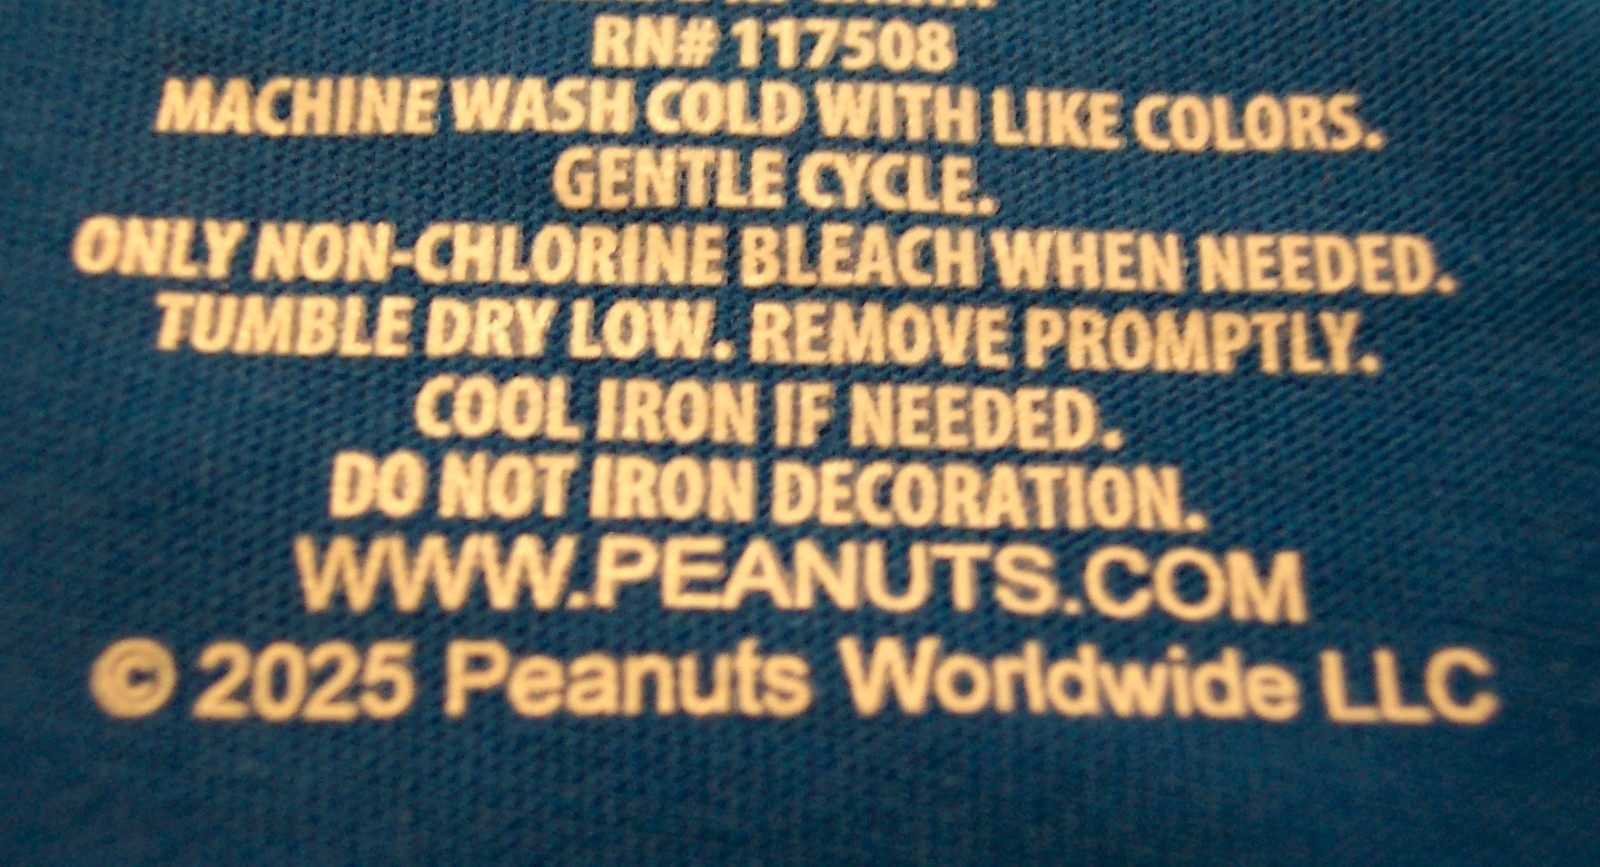 RN# 117508
MACHINE WASH COLD WITH LIKE COLORS.
GENTLE CYCLE.
ONLY NON-CHLORINE BLEACH WHEN NEEDED.
TUMBLE DRY LOW. REMOVE PROMPTLY.
COOL IRON IF NEEDED.
DO NOT IRON DECORATION.
WWW.PEANUTS.COM
© 2025 Peanuts Worldwide LLC